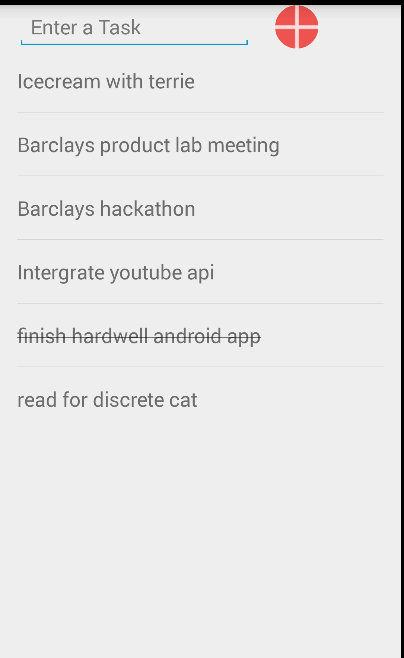 Enter a Task
Icecream with terrie
Barclays product lab meeting
Barclays hackathon
Intergrate youtube api
finish hardwell android app
read for discrete cat